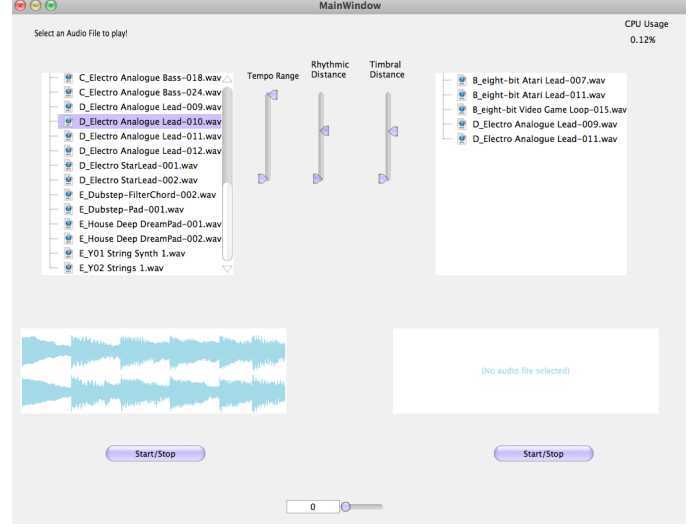 MainWindow
CPU Usage
0.12%
Select an Audio File to play!
Tempo Range
Rhythmic
Distance
Timbral
Distance
C_Electro Analogue Bass-018.wav
C_Electro Analogue Bass-024.wav
D_Electro Analogue Lead-009.wav
D_Electro Analogue Lead-010.wav
D_Electro Analogue Lead-011.wav
D_Electro Analogue Lead-012.wav
D_Electro StarLead-001.wav
D_Electro StarLead-002.wav
E_Dubstep-FilterChord-002.wav
E_Dubstep-Pad-001.wav
E_House Deep DreamPad-001.wav
E_House Deep DreamPad-002.wav
E_Y01 String Synth 1.wav
E_Y02 Strings 1.wav
B_eight-bit Atari Lead-007.wav
B_eight-bit Atari Lead-011.wav
B_eight-bit Video Game Loop-015.wav
D_Electro Analogue Lead-009.wav
D_Electro Analogue Lead-011.wav
(No audio file selected)
Start/Stop
Start/Stop
0